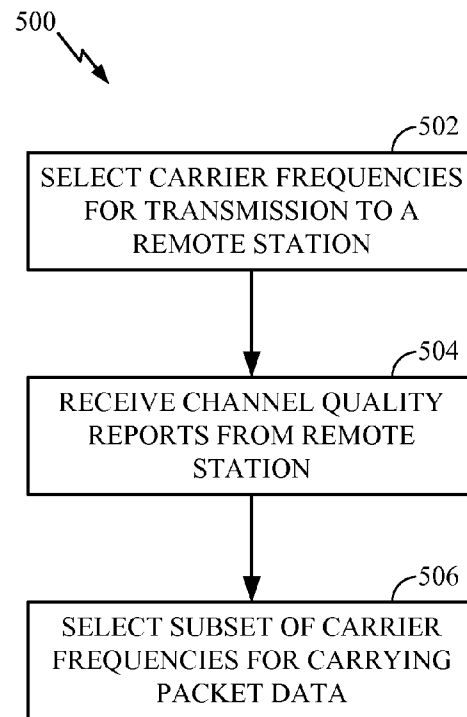 500
502
SELECT CARRIER FREQUENCIES
FOR TRANSMISSION TO A
REMOTE STATION
504
RECEIVE CHANNEL QUALITY
REPORTS FROM REMOTE
STATION
506
SELECT SUBSET OF CARRIER
FREQUENCIES FOR CARRYING
PACKET DATA